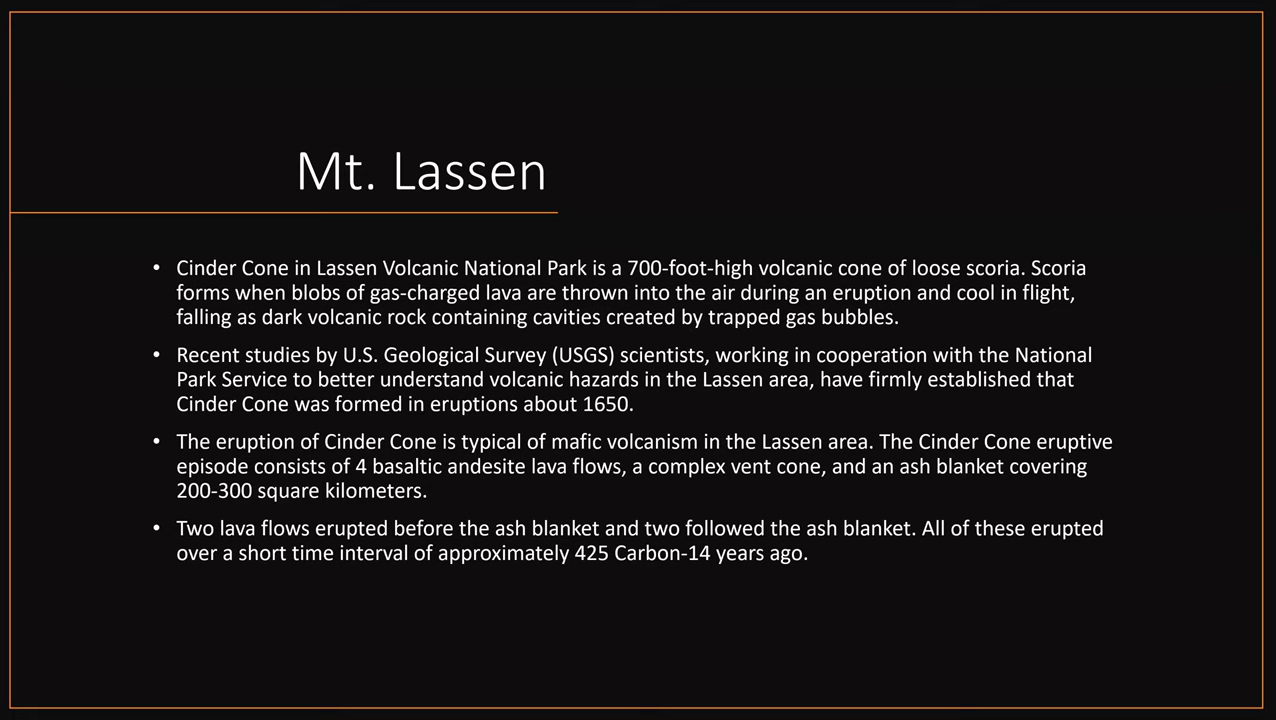 Mt. Lassen
• Cinder Cone in Lassen Volcanic National Park is a 700-foot-high volcanic cone of loose scoria. Scoria
forms when blobs of gas-charged lava are thrown into the air during an eruption and cool in flight,
falling as dark volcanic rock containing cavities created by trapped gas bubbles.
• Recent studies by U.S. Geological Survey (USGS) scientists, working in cooperation with the National
Park Service to better understand volcanic hazards in the Lassen area, have firmly established that
Cinder Cone was formed in eruptions about 1650.
• The eruption of Cinder Cone is typical of mafic volcanism in the Lassen area. The Cinder Cone eruptive
episode consists of 4 basaltic andesite lava flows, a complex vent cone, and an ash blanket covering
200-300 square kilometers.
• Two lava flows erupted before the ash blanket and two followed the ash blanket. All of these erupted
over a short time interval of approximately 425 Carbon-14 years ago.